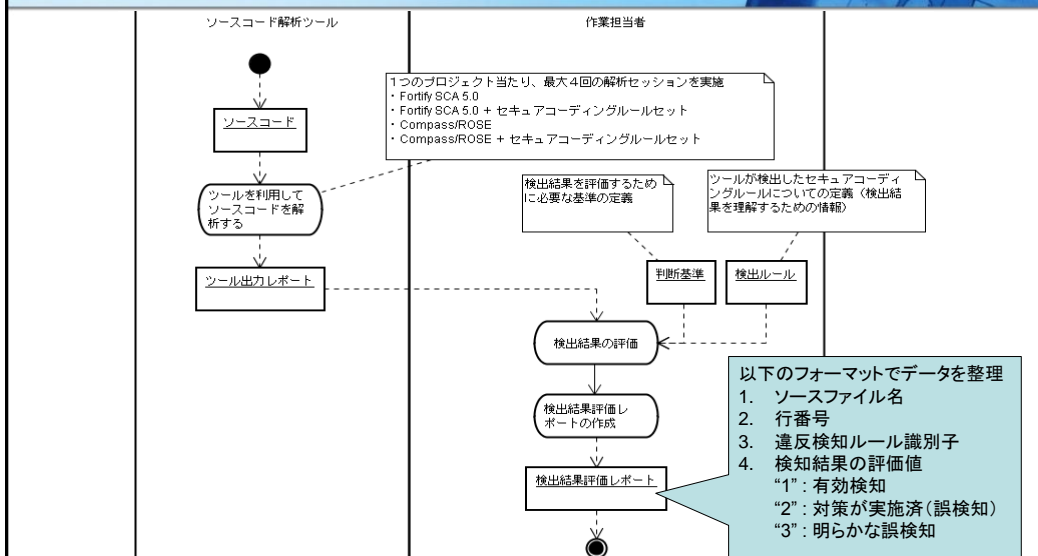 ソースコード解析ツール
作業担当者
1つのプロジェクト当たり、最大4回の解析セッションを実施
・Fortify SCA 5.0
・Fortify SCA 5.0 + セキュアコーディングルールセット
・Compass/ROSE
・Compass/ROSE + セキュアコーディングルールセット
ソースコード
ツールを利用して
ソースコードを解
析する
検出結果を評価するため
に必要な基準の定義
ツールが検出したセキュアコーディ
ングルールについての定義（検出結
果を理解するための情報）
ツール出力レポート
判断基準
検出ルール
検出結果の評価
検出結果評価レ
ポートの作成
検出結果評価レポート
以下のフォーマットでデータを整理
1. ソースファイル名
2. 行番号
3. 違反検知ルール識別子
4. 検知結果の評価値
“1”：有効検知
“2”：対策が実施済（誤検知）
“3”：明らかな誤検知